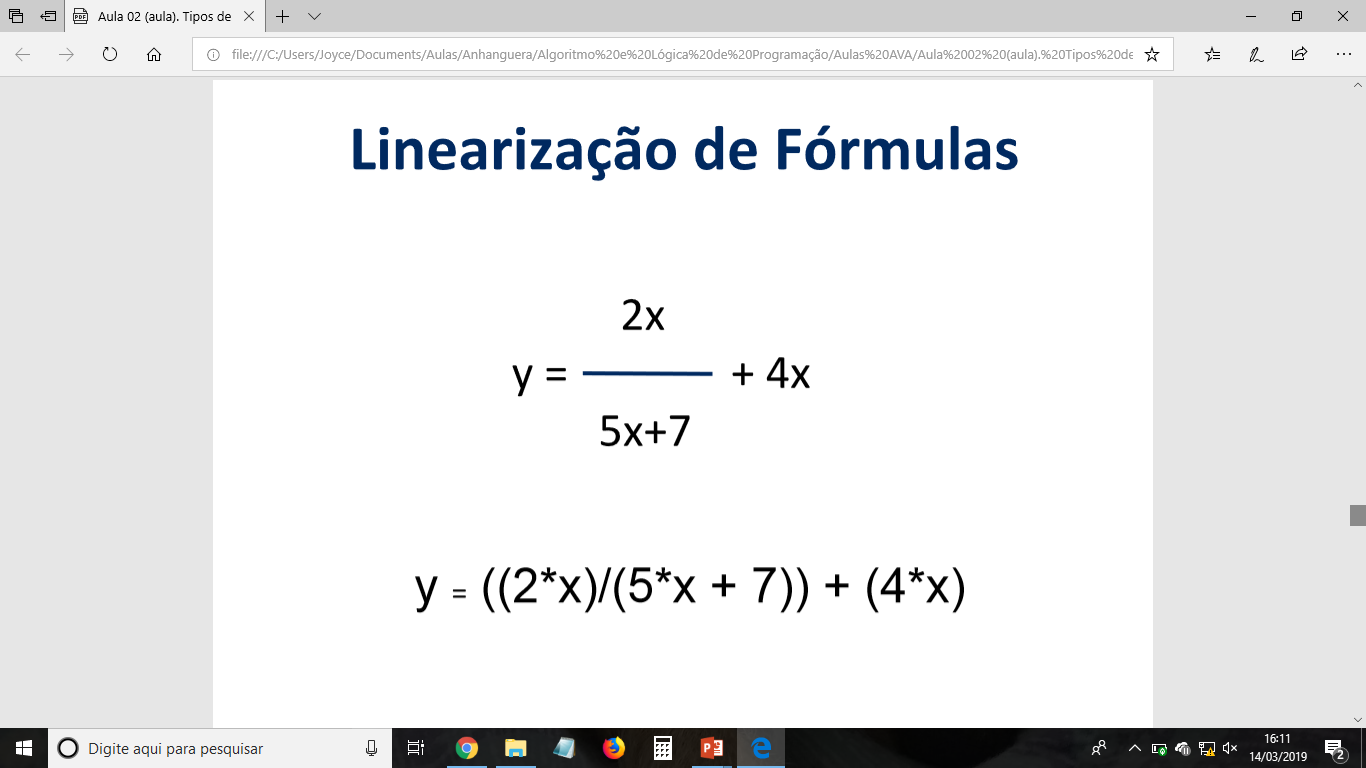 Aula 02 (aula). Tipos de
file:///C:/Users/Joyce/Documents/Aulas/Anhanguera/Algoritmo%20e%20Lógica%20de%20Programação/Aulas%20AVA/Aula%2002%20(aula).%20Tipos%20de
Linearização de Fórmulas
2x
y = + 4x
5x+7
y = ((2*x)/(5*x + 7)) + (4*x)
Digite aqui para pesquisar
16:11
14/03/2019
2